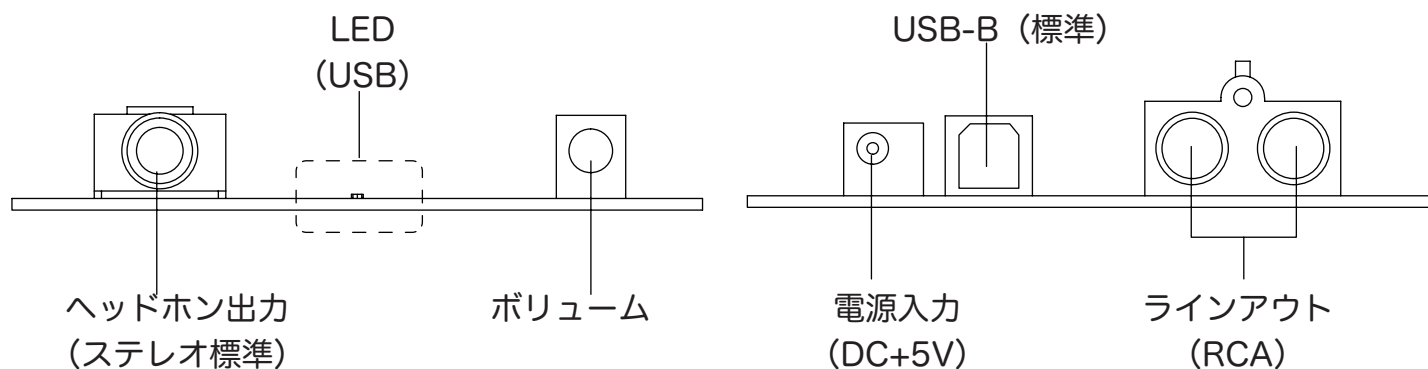 LED
（USB）
USB-B（標準）
ヘッドホン出力
（ステレオ標準）
ボリューム
電源入力
（DC+5V）
ラインアウト
（RCA）